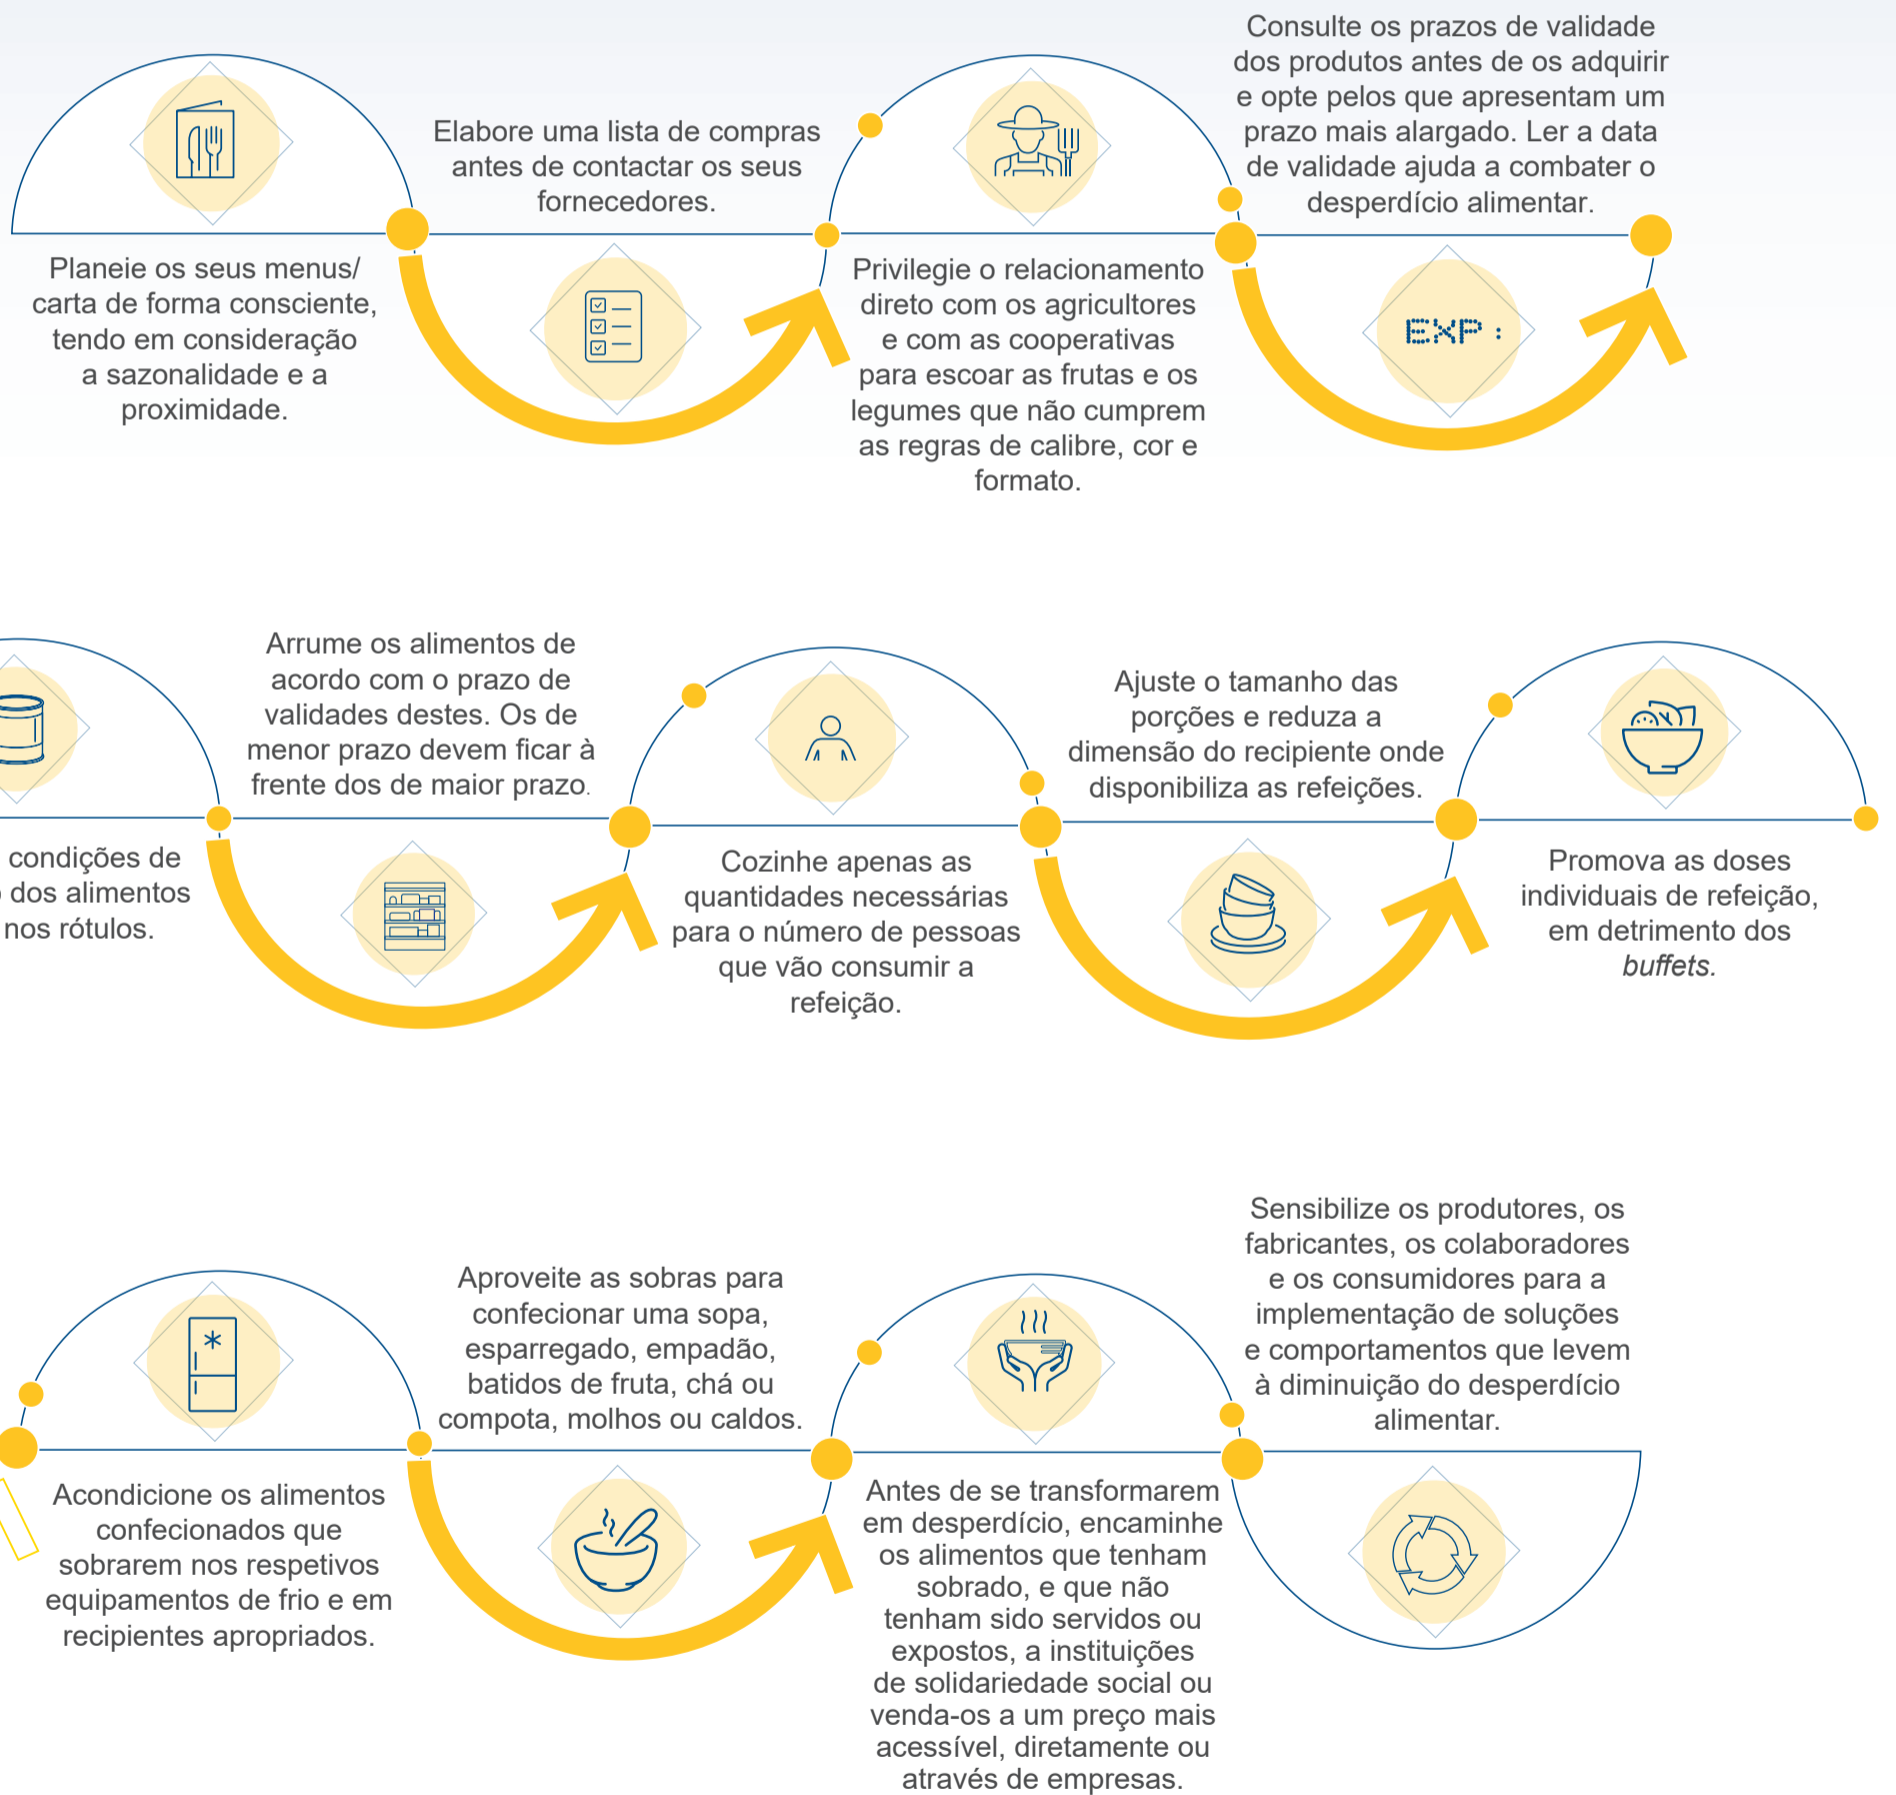 Planeie os seus menus/
carta de forma consciente,
tendo em consideração
a sazonalidade e a
proximidade.
Elabore uma lista de compras
antes de contactar os seus
fornecedores.
Privilegie o relacionamento
direto com os agricultores
e com as cooperativas
para escoar as frutas e os
legumes que não cumprem
as regras de calibre, cor e
formato.
Consulte os prazos de validade
dos produtos antes de os adquirir
e opte pelos que apresentam um
prazo mais alargado. Ler a data
de validade ajuda a combater o
desperdício alimentar.
EXP:
condições de
dos alimentos
nos rótulos.
Arrume os alimentos de
acordo com o prazo de
validades destes. Os de
menor prazo devem ficar à
frente dos de maior prazo.
Cozinhe apenas as
quantidades necessárias
para o número de pessoas
que vão consumir a
refeição.
Ajuste o tamanho das
porções e reduza a
dimensão do recipiente onde
disponibiliza as refeições.
Promova as doses
individuais de refeição,
em detrimento dos
buffets.
Acondicione os alimentos
confecionados que
sobrarem nos respetivos
equipamentos de frio e em
recipientes apropriados.
Aproveite as sobras para
confecionar uma sopa,
esparregado, empadão,
batidos de fruta, chá ou
compota, molhos ou caldos.
Antes de se transformarem
em desperdício, encaminhe
os alimentos que tenham
sobrado, e que não
tenham sido servidos ou
expostos, a instituições
de solidariedade social ou
venda-os a um preço mais
acessível, diretamente ou
através de empresas.
Sensibilize os produtores, os
fabricantes, os colaboradores
e os consumidores para a
implementação de soluções
e comportamentos que levem
à diminuição do desperdício
alimentar.